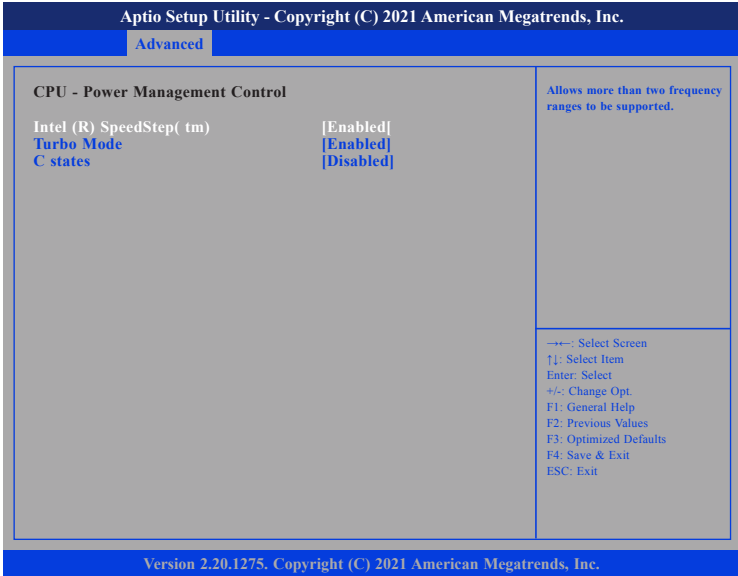 Aptio Setup Utility - Copyright (C) 2021 American Megatrends, Inc.
Advanced
CPU - Power Management Control
Intel (R) SpeedStep( tm) [Enabled[
Turbo Mode [Enabled]
C states [Disabled]
Allows more than two frequency
ranges to be supported.
→←: Select Screen
↑↓: Select Item
Enter: Select
+/-: Change Opt.
F1: General Help
F2: Previous Values
F3: Optimized Defaults
F4: Save & Exit
ESC: Exit
Version 2.20.1275. Copyright (C) 2021 American Megatrends, Inc.